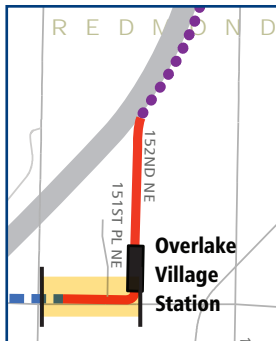 REDMOND
152ND NE
151ST PL NE
Overlake
Village
Station